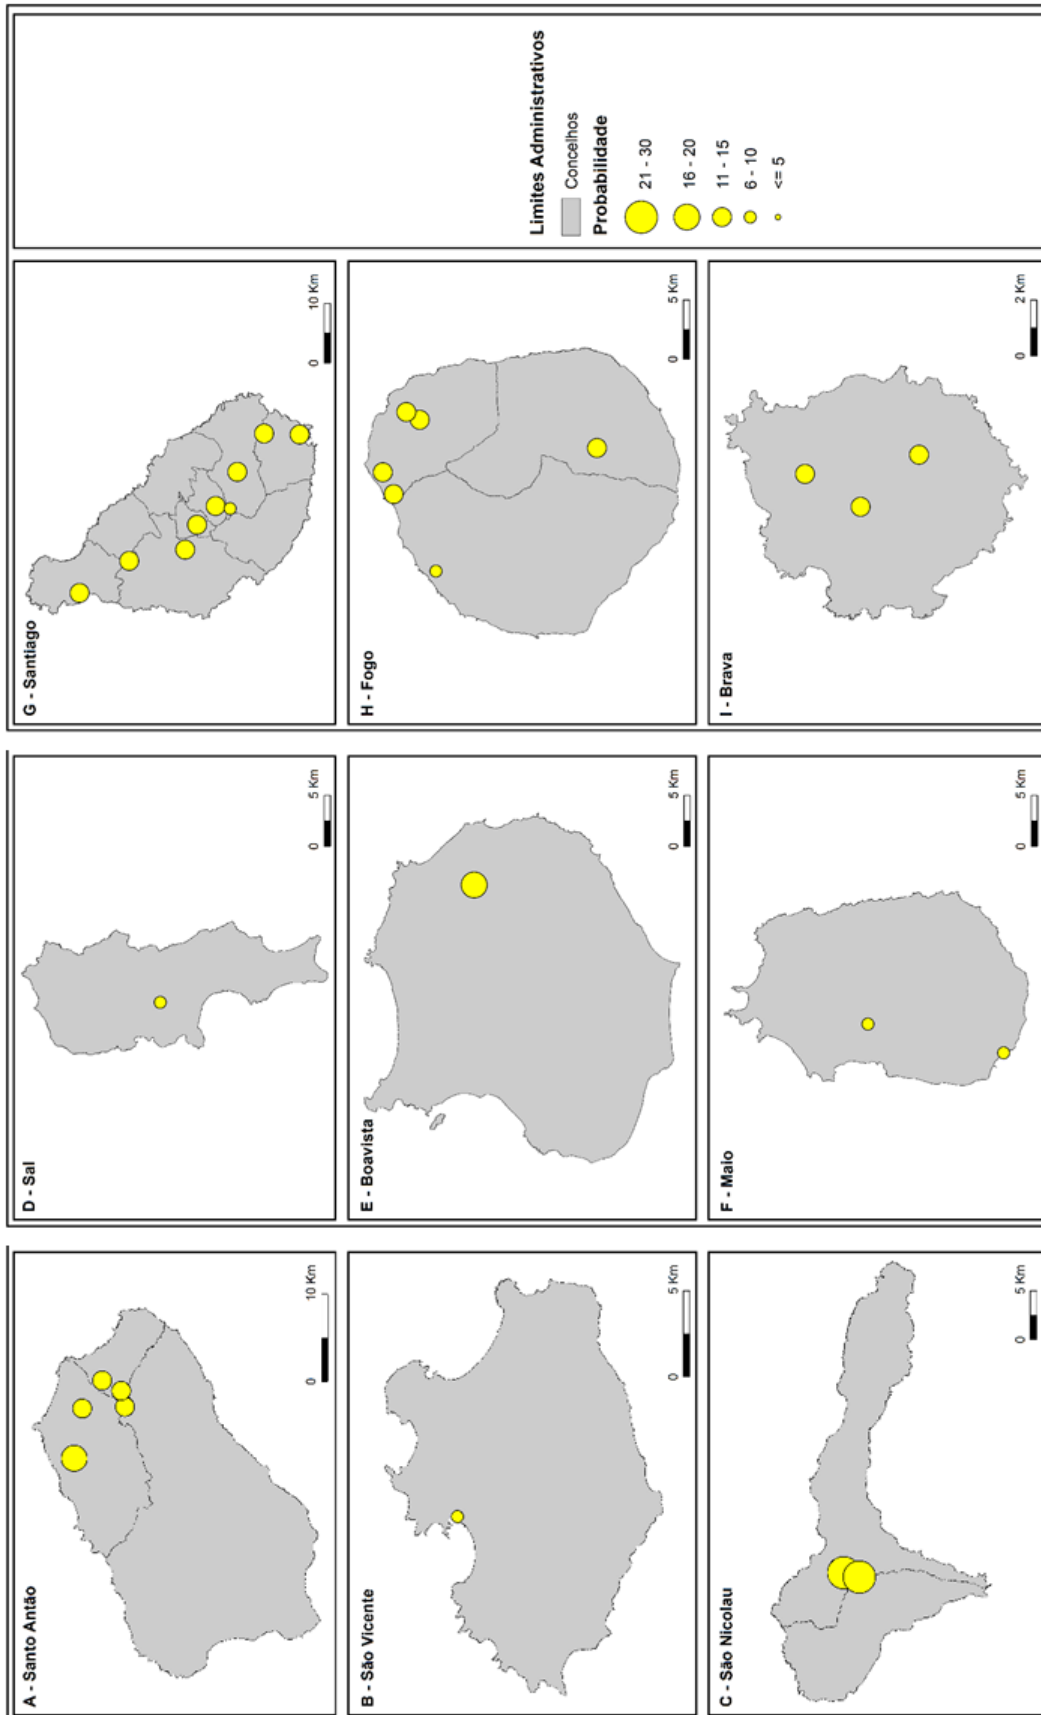 A - Santo Antão
0 10 Km
B - São Vicente
0 5 Km
C - São Nicolau
0 5 Km
D - Sal
0 5 Km
E - Boavista
0 5 Km
F - Maio
0 5 Km
G - Santiago
0 10 Km
H - Fogo
0 5 Km
I - Brava
0 2 Km
Limites Administrativos
Concelhos
Probabilidade
21 - 30
16 - 20
11 - 15
6 - 10
<= 5